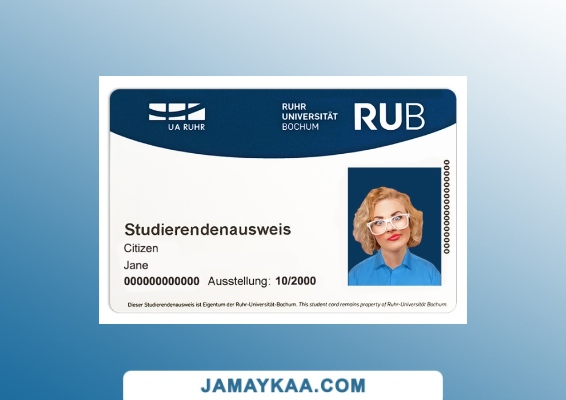 UA RUHR
RUHR
UNIVERSITÄT
BOCHUM
RUB
0000000000000000000
Studierendenausweis
Citizen
Jane
000000000000 Ausstellung: 10/2000
Dieser Studierendenausweis ist Eigentum der Ruhr-Universität-Bochum. This student card remains property of Ruhr-Universität Bochum.
JAMAYKAA.COM